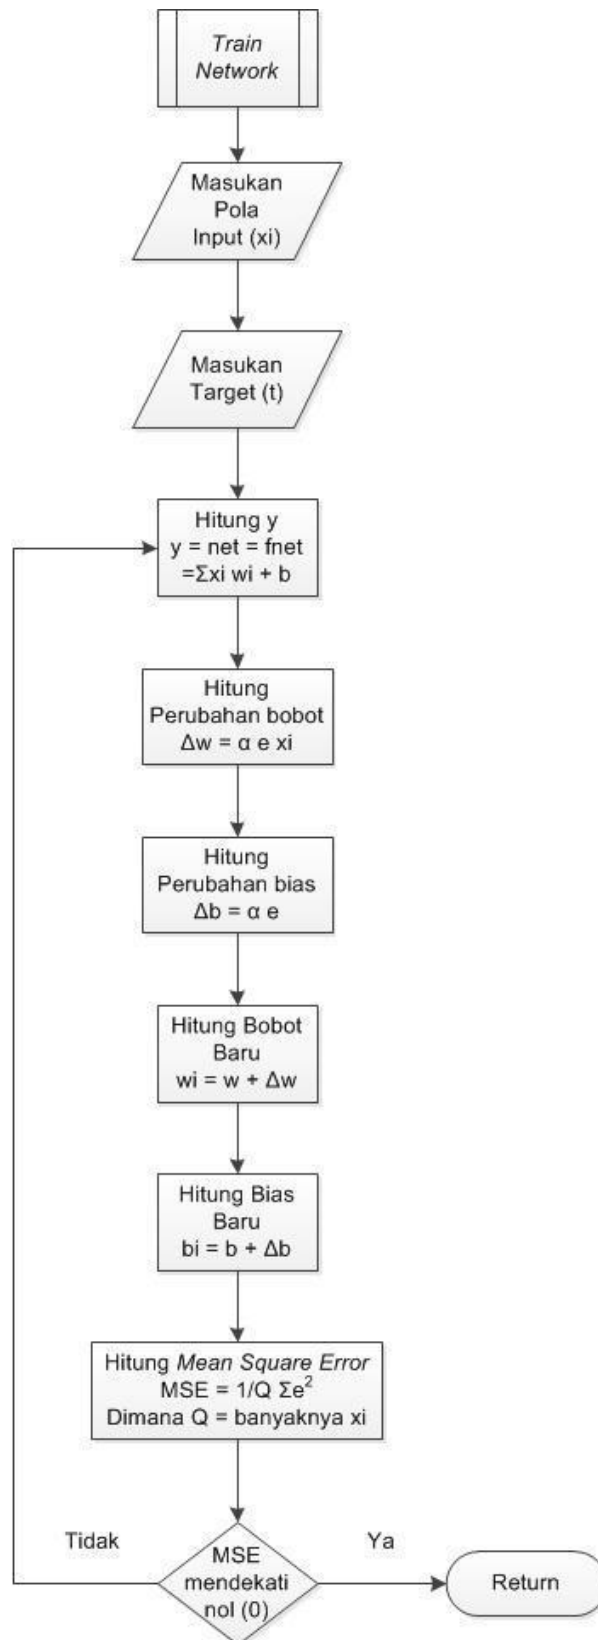 Train
Network
Masukan
Pola
Input (xi)
Masukan
Target (t)
Hitung y
y = net = fnet
=Σxi wi + b
Hitung
Perubahan bobot
Δw = α e xi
Hitung
Perubahan bias
Δb = α e
Hitung Bobot
Baru
wi = w + Δw
Hitung Bias
Baru
bi = b + Δb
Hitung Mean Square Error
MSE = 1/Q Σe²
Dimana Q = banyaknya xi
Tidak
MSE
mendekati
nol (0)
Ya
Return